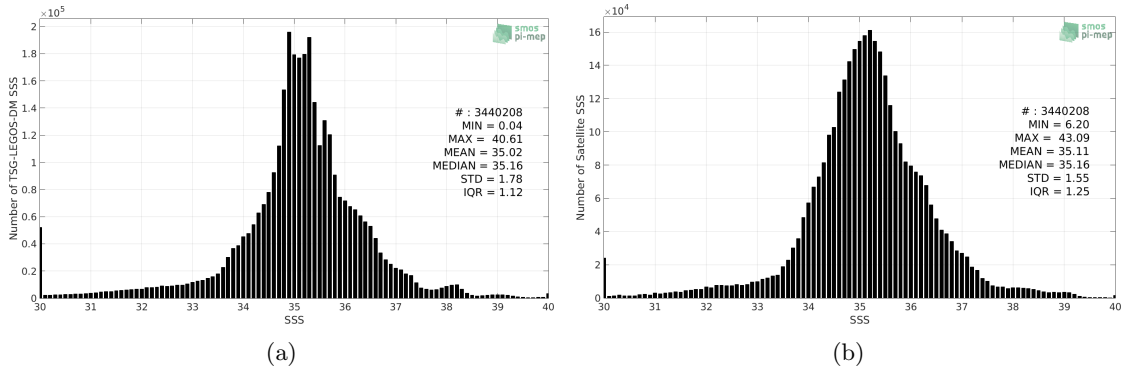 ×10^5
smos
pi-mep
Number of TSG-LEGOS-DM SSS
2
1.8
1.6
1.4
1.2
1
0.8
0.6
0.4
0.2
0
# : 3440208
MIN = 0.04
MAX = 40.61
MEAN = 35.02
MEDIAN = 35.16
STD = 1.78
IQR = 1.12
30 31 32 33 34 35 36 37 38 39 40
SSS
(a)
×10^4
smos
pi-mep
Number of Satellite SSS
16
14
12
10
8
6
4
2
0
# : 3440208
MIN = 6.20
MAX = 43.09
MEAN = 35.11
MEDIAN = 35.16
STD = 1.55
IQR = 1.25
30 31 32 33 34 35 36 37 38 39 40
SSS
(b)